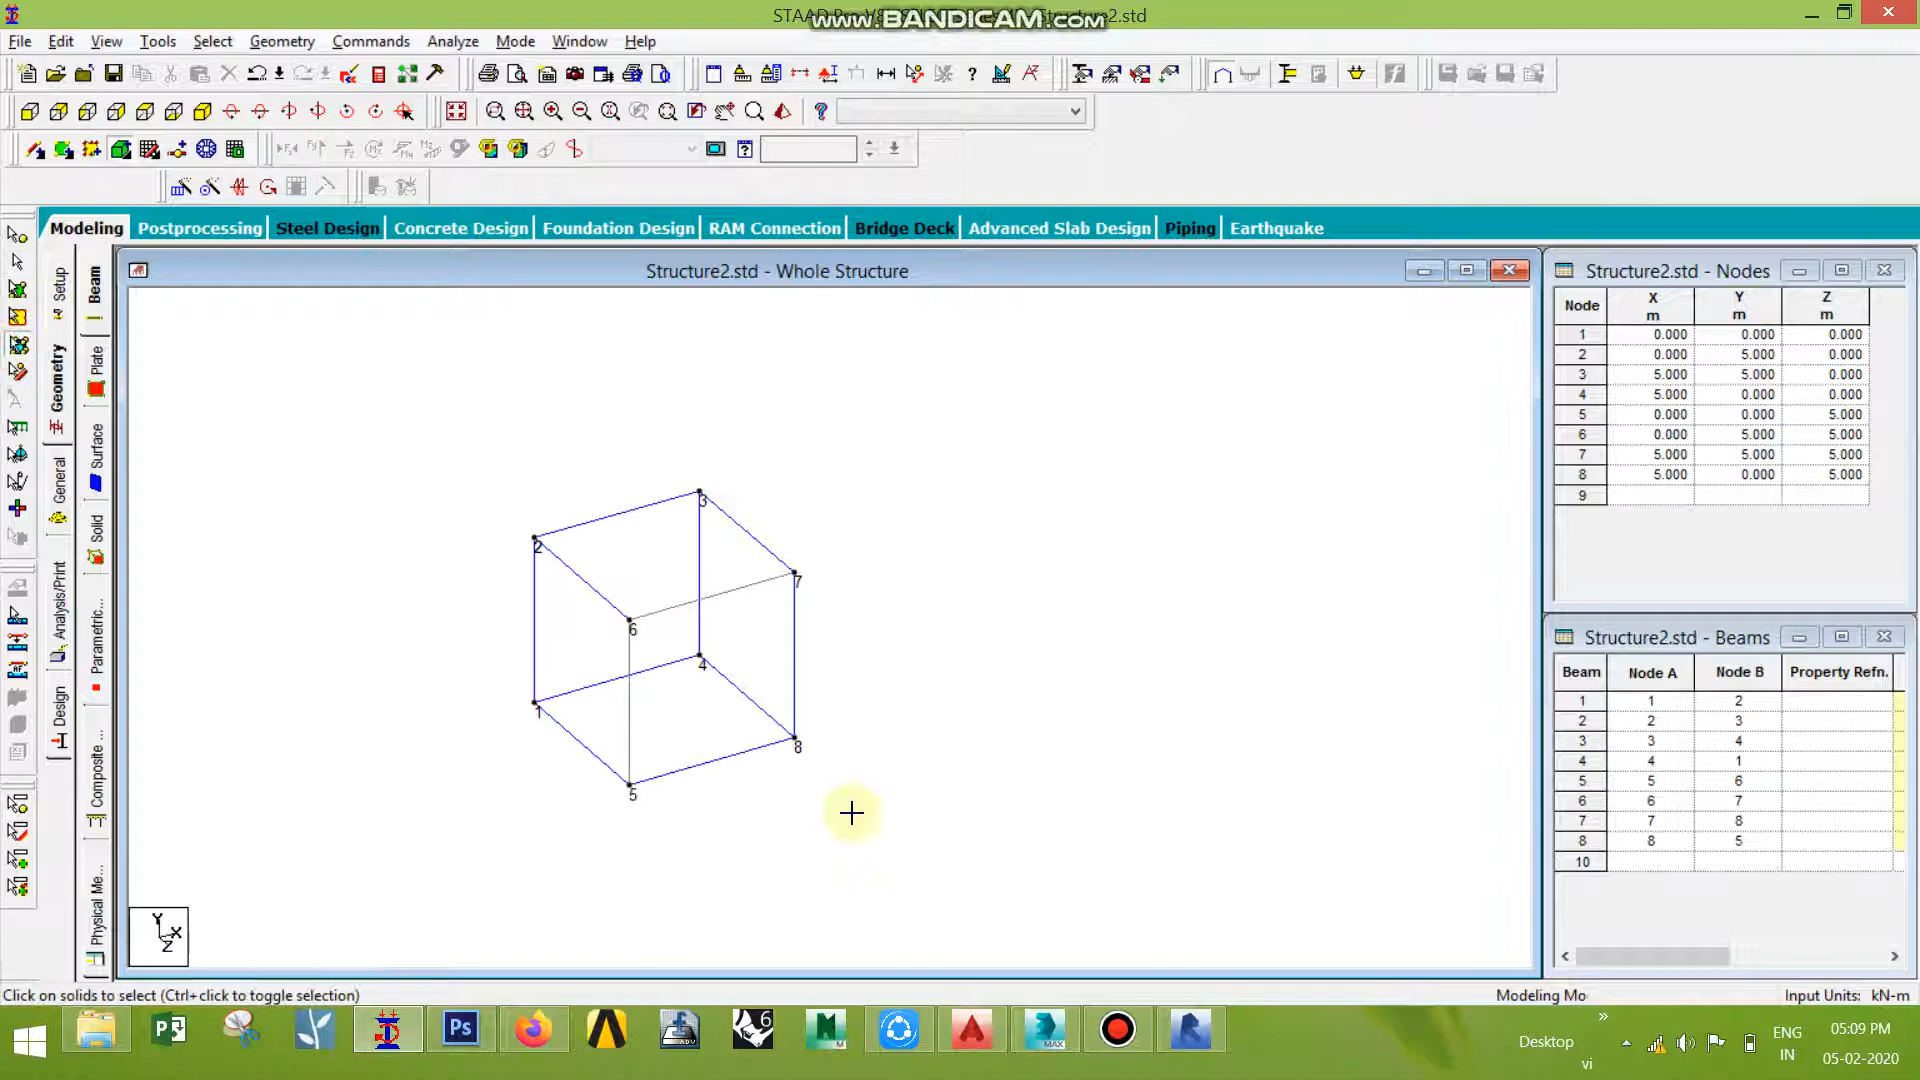 Structure2.std
www.BANDICAM.com
File Edit View Tools Select Geometry Commands Analyze Mode Window Help
Modeling Postprocessing Steel Design Concrete Design Foundation Design RAM Connection Bridge Deck Advanced Slab Design Piping Earthquake
Setup
Geometry
General
Analysis/Print
Design
Beam
Plate
Surface
Solid
Parametric...
Composite ...
Physical Me...
Structure2.std - Whole Structure
3
2
7
6
4
1
8
5
Y
X
Z
Structure2.std - Nodes
Node X m Y m Z m
1 0.000 0.000 0.000
2 0.000 5.000 0.000
3 5.000 5.000 0.000
4 5.000 0.000 0.000
5 0.000 0.000 5.000
6 0.000 5.000 5.000
7 5.000 5.000 5.000
8 5.000 0.000 5.000
9
Structure2.std - Beams
Beam Node A Node B Property Refn.
1 1 2
2 2 3
3 3 4
4 4 1
5 5 6
6 6 7
7 7 8
8 8 5
10
Click on solids to select (Ctrl+click to toggle selection)
Modeling Mo
Input Units: kN-m
Desktop
vi
ENG
IN
05:09 PM
05-02-2020